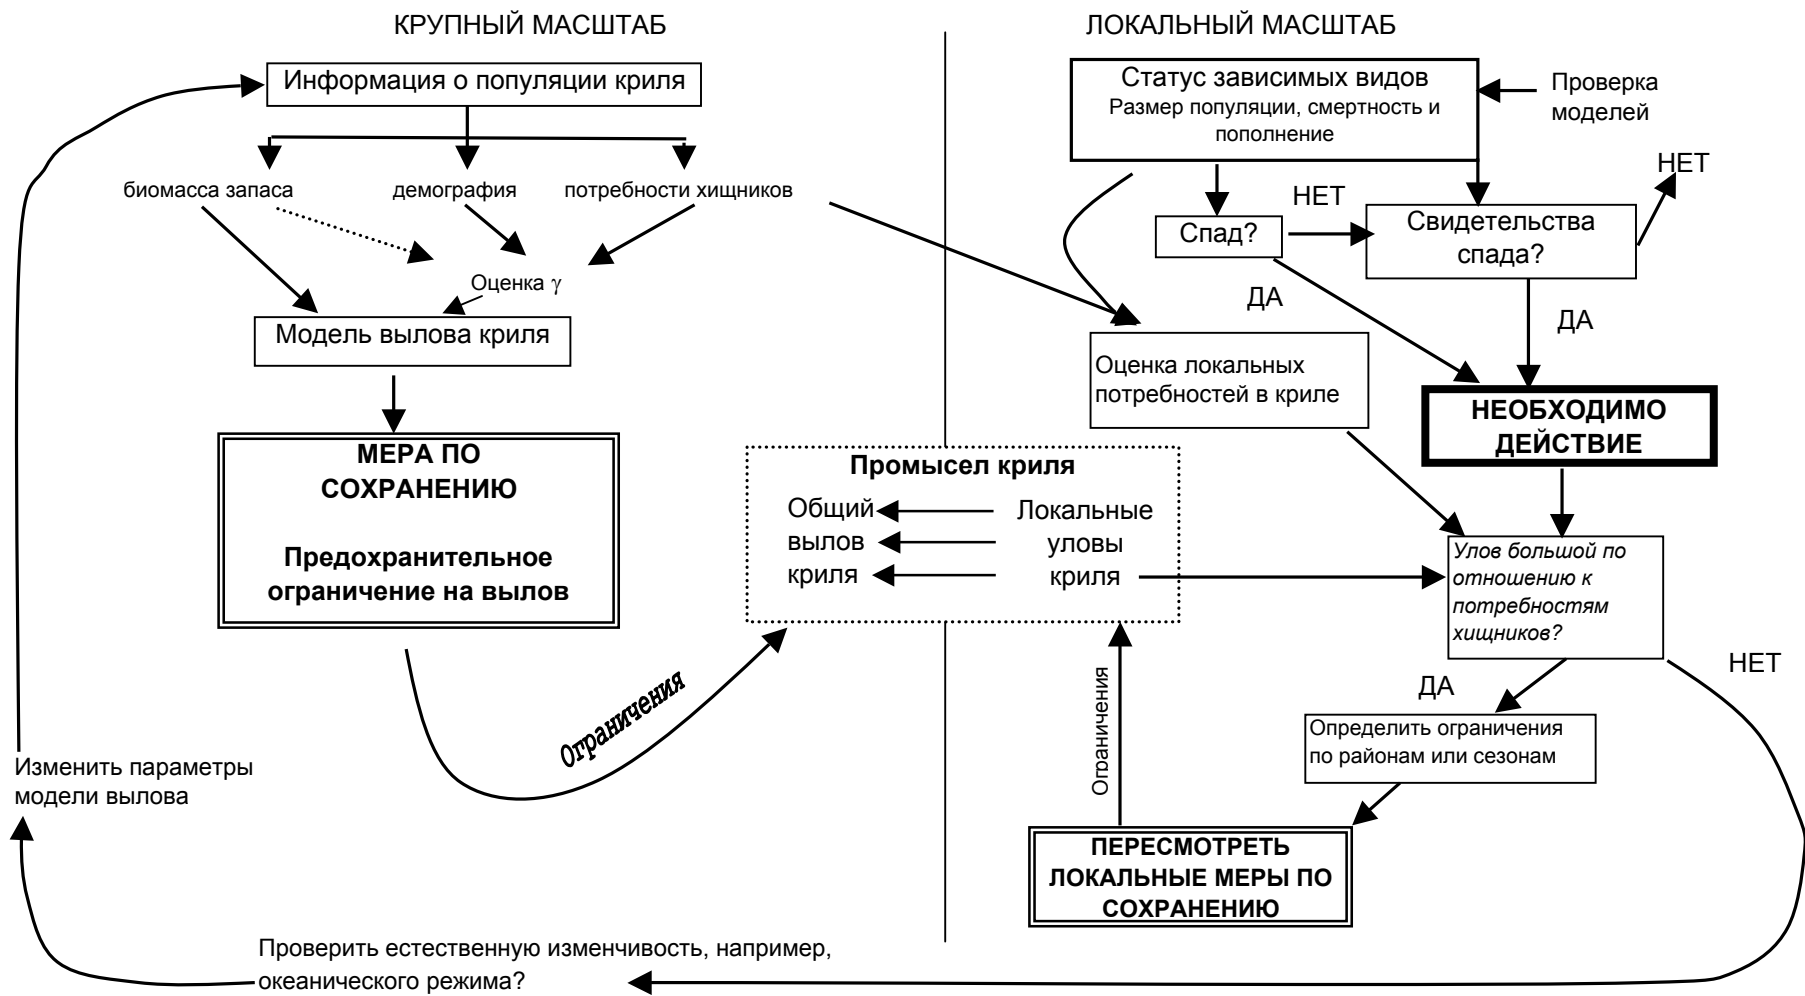 КРУПНЫЙ МАСШТАБ
ЛОКАЛЬНЫЙ МАСШТАБ
Информация о популяции криля
биомасса запаса
демография
потребности хищников
Оценка γ
Модель вылова криля
МЕРА ПО
СОХРАНЕНИЮ
Предохранительное
ограничение на вылов
Ограничения
Изменить параметры
модели вылова
Проверить естественную изменчивость, например,
океанического режима?
Промысел криля
Общий
вылов
криля
Локальные
уловы
криля
Статус зависимых видов
Размер популяции, смертность и
пополнение
Проверка
моделей
НЕТ
НЕТ
Спад?
Свидетельства
спада?
ДА
ДА
Оценка локальных
потребностей в криле
НЕОБХОДИМО
ДЕЙСТВИЕ
Улов большой по
отношению к
потребностям
хищников?
НЕТ
ДА
Определить ограничения
по районам или сезонам
Ограничения
ПЕРЕСМОТРЕТЬ
ЛОКАЛЬНЫЕ МЕРЫ ПО
СОХРАНЕНИЮ